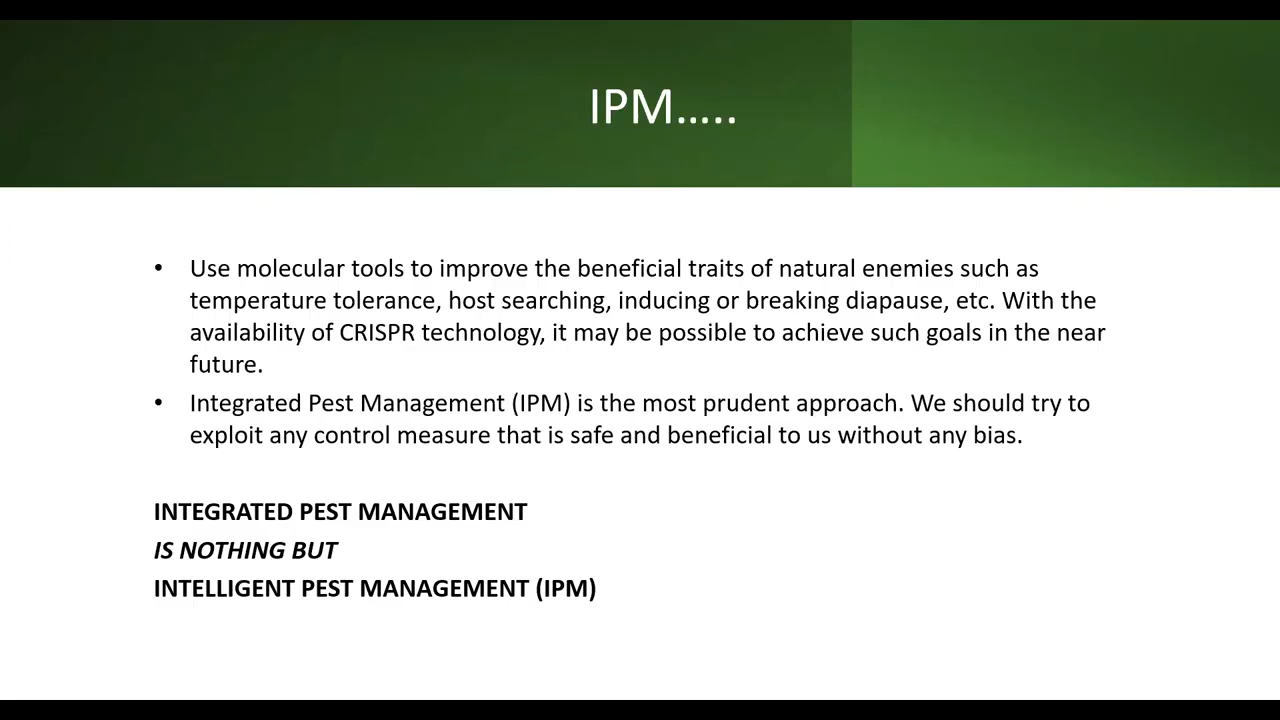 IPM.....
• Use molecular tools to improve the beneficial traits of natural enemies such as
temperature tolerance, host searching, inducing or breaking diapause, etc. With the
availability of CRISPR technology, it may be possible to achieve such goals in the near
future.
• Integrated Pest Management (IPM) is the most prudent approach. We should try to
exploit any control measure that is safe and beneficial to us without any bias.
INTEGRATED PEST MANAGEMENT
IS NOTHING BUT
INTELLIGENT PEST MANAGEMENT (IPM)